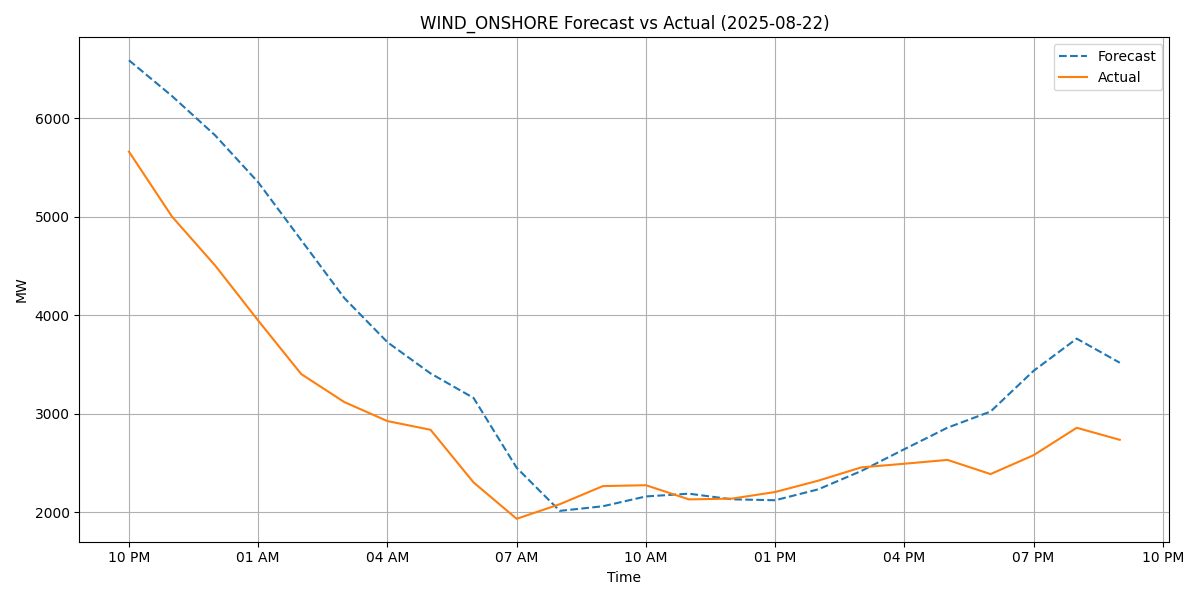 WIND_ONSHORE Forecast vs Actual (2025-08-22)
Forecast
Actual
MW
6000
5000
4000
3000
2000
10 PM 01 AM 04 AM 07 AM 10 AM 01 PM 04 PM 07 PM 10 PM
Time